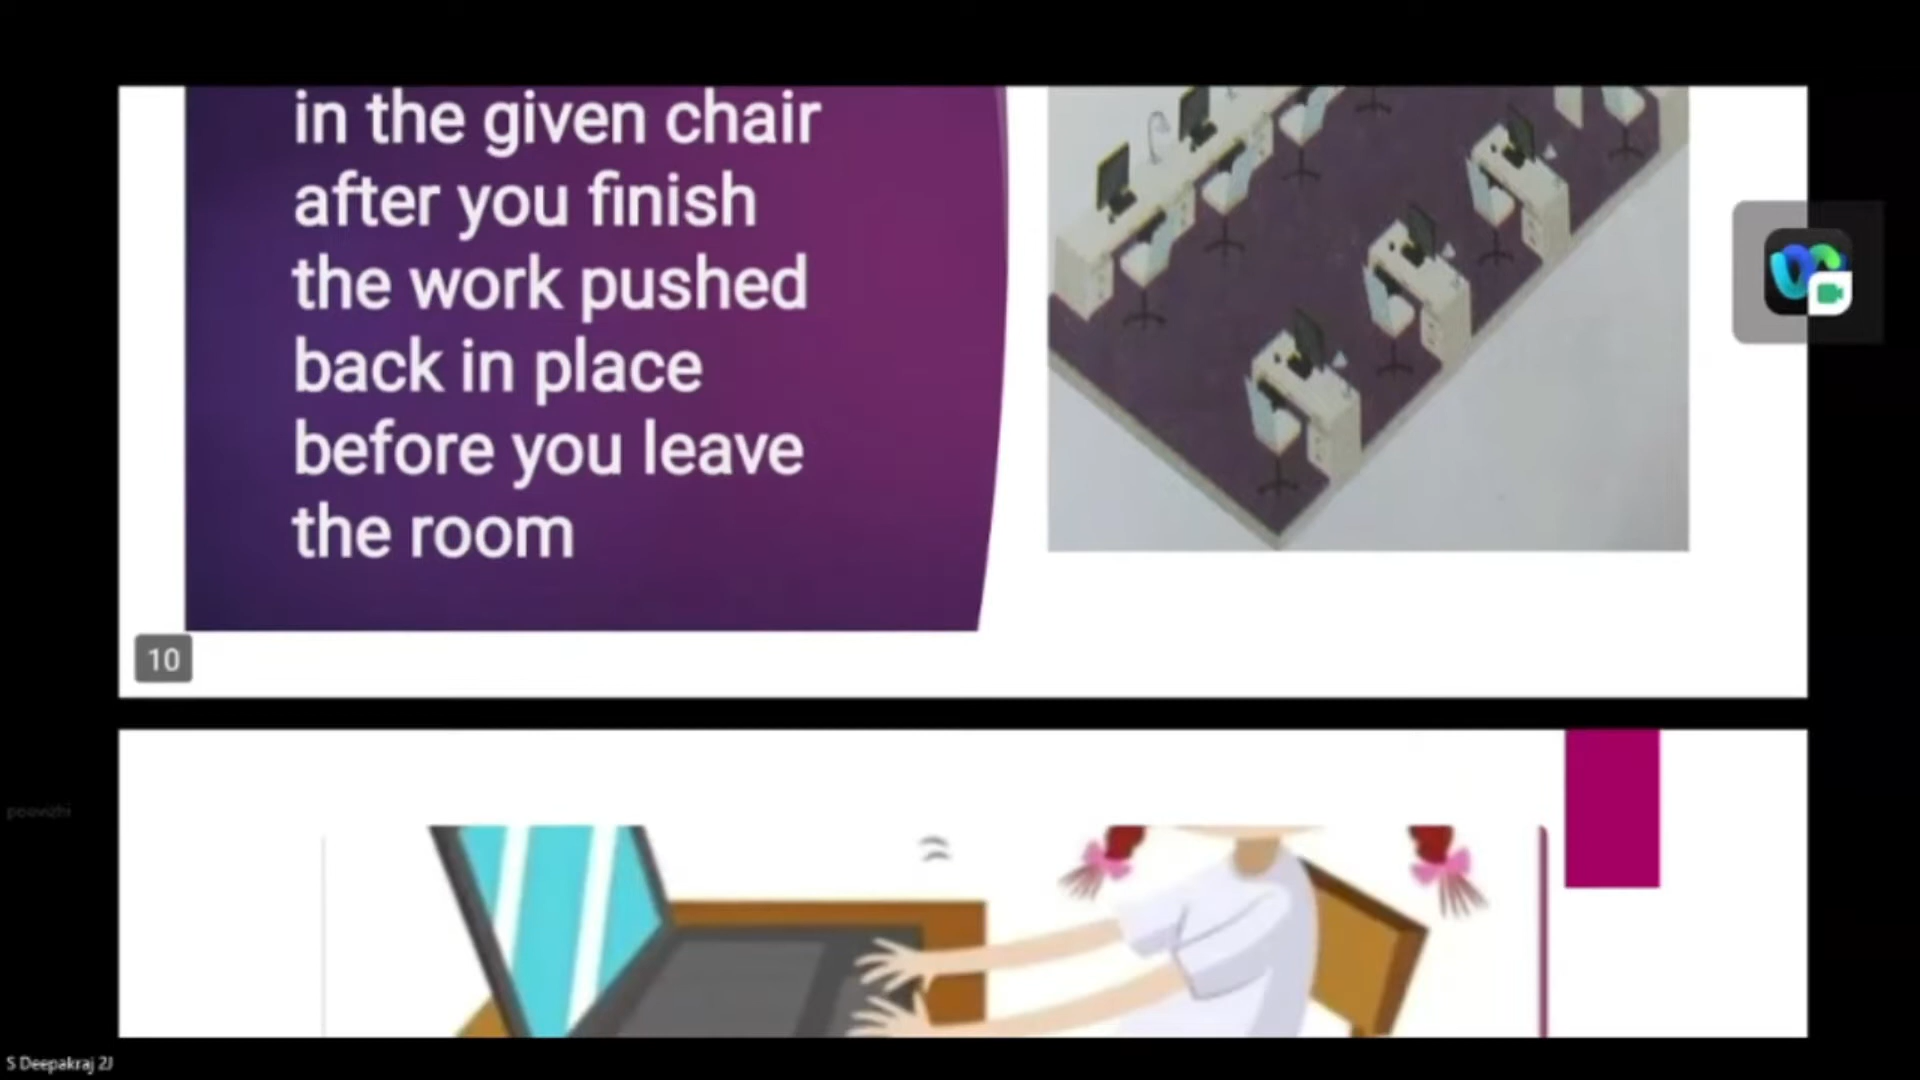 in the given chair
after you finish
the work pushed
back in place
before you leave
the room
10
poovizhi
S Deepakraj 2J